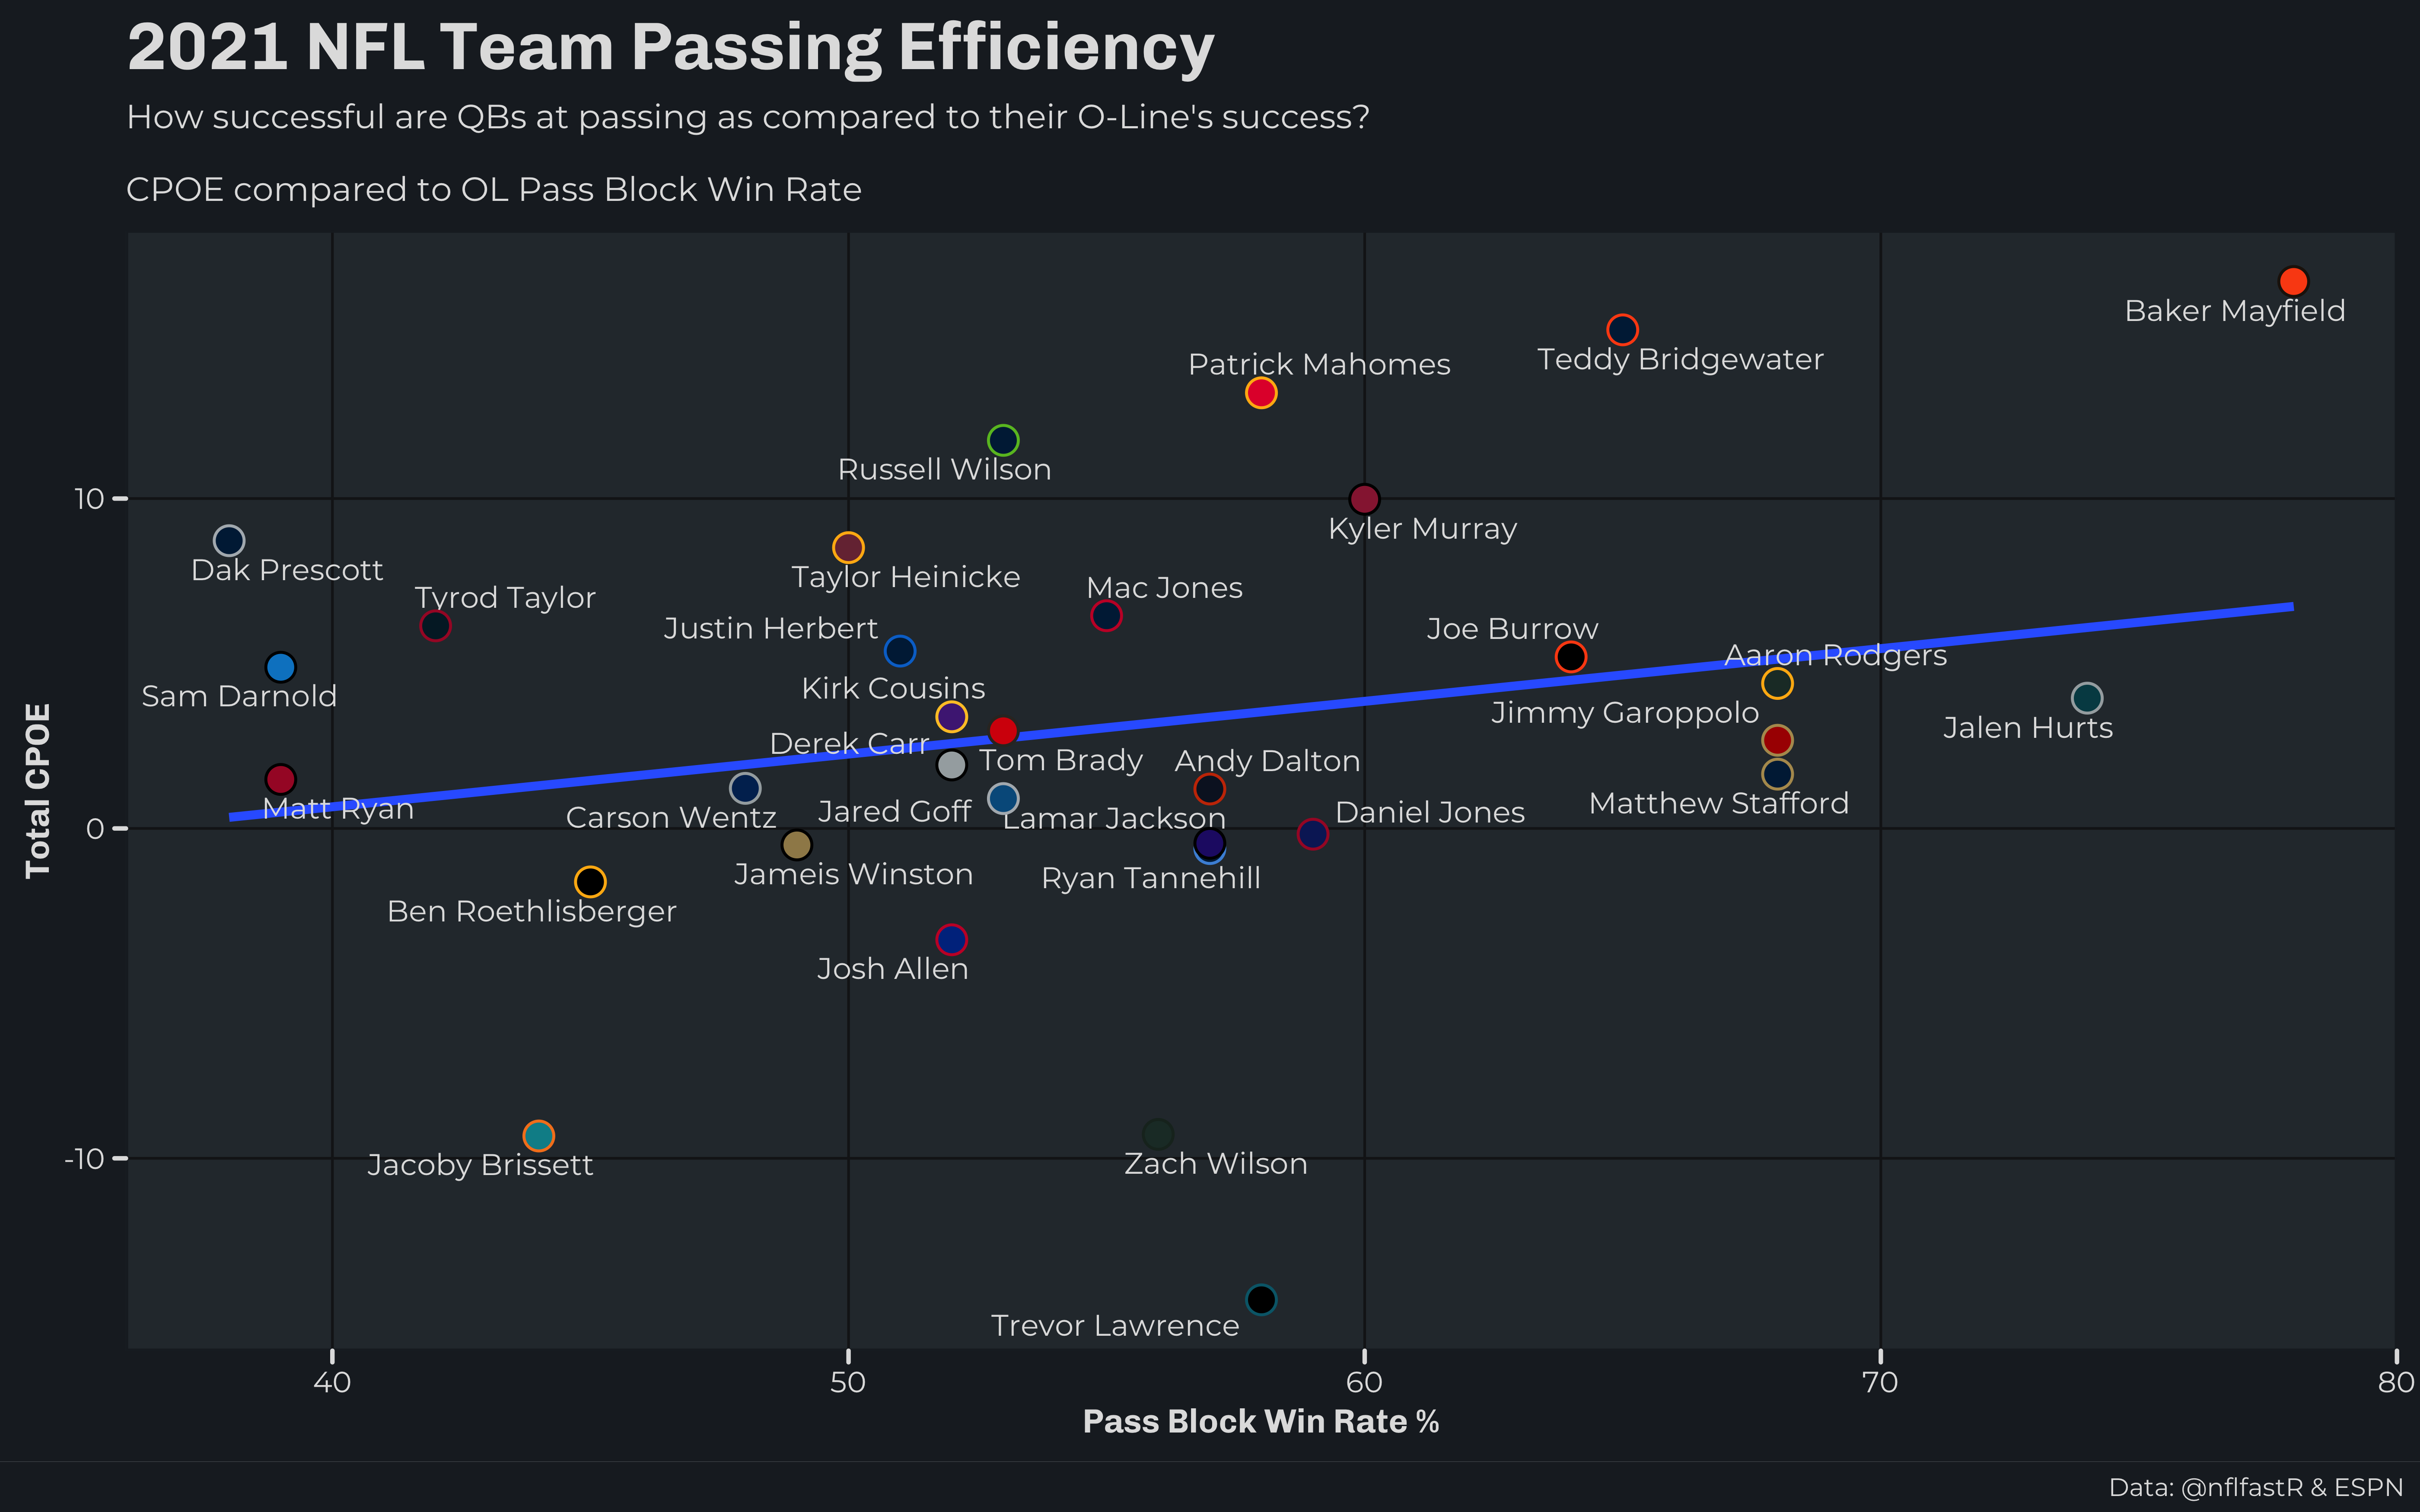 2021 NFL Team Passing Efficiency
How successful are QBs at passing as compared to their O-Line's success?
CPOE compared to OL Pass Block Win Rate
Baker Mayfield
Teddy Bridgewater
Patrick Mahomes
Russell Wilson
10
Kyler Murray
Dak Prescott
Taylor Heinicke
Mac Jones
Tyrod Taylor
Justin Herbert
Joe Burrow
Aaron Rodgers
Kirk Cousins
Sam Darnold
Jimmy Garoppolo
Jalen Hurts
Derek Carr
Tom Brady
Andy Dalton
Matthew Stafford
Matt Ryan
Jared Goff
Daniel Jones
Carson Wentz
Lamar Jackson
0
Jameis Winston
Ryan Tannehill
Ben Roethlisberger
Josh Allen
-10
Jacoby Brissett
Zach Wilson
Trevor Lawrence
Total CPOE
40 50 60 70 80
Pass Block Win Rate %
Data: @nflfastR & ESPN